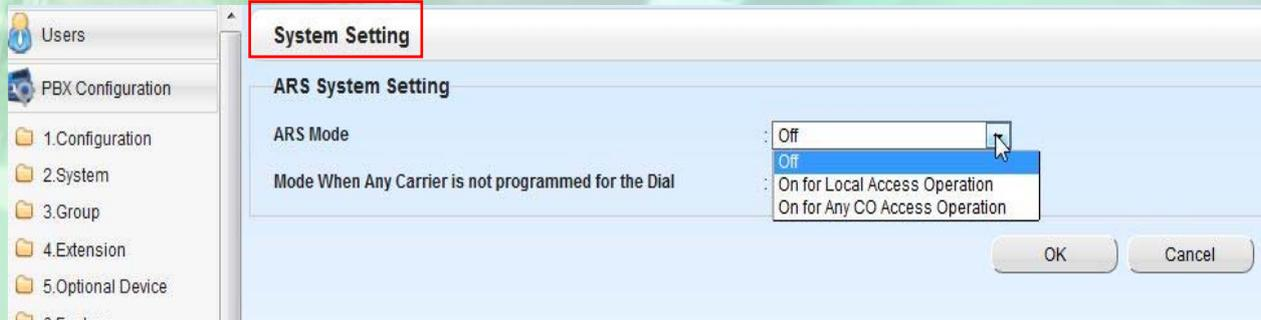 Users
PBX Configuration
1.Configuration
2.System
3.Group
4.Extension
5.Optional Device
System Setting
ARS System Setting
ARS Mode : Off
Off
On for Local Access Operation
On for Any CO Access Operation
Mode When Any Carrier is not programmed for the Dial :
OK Cancel